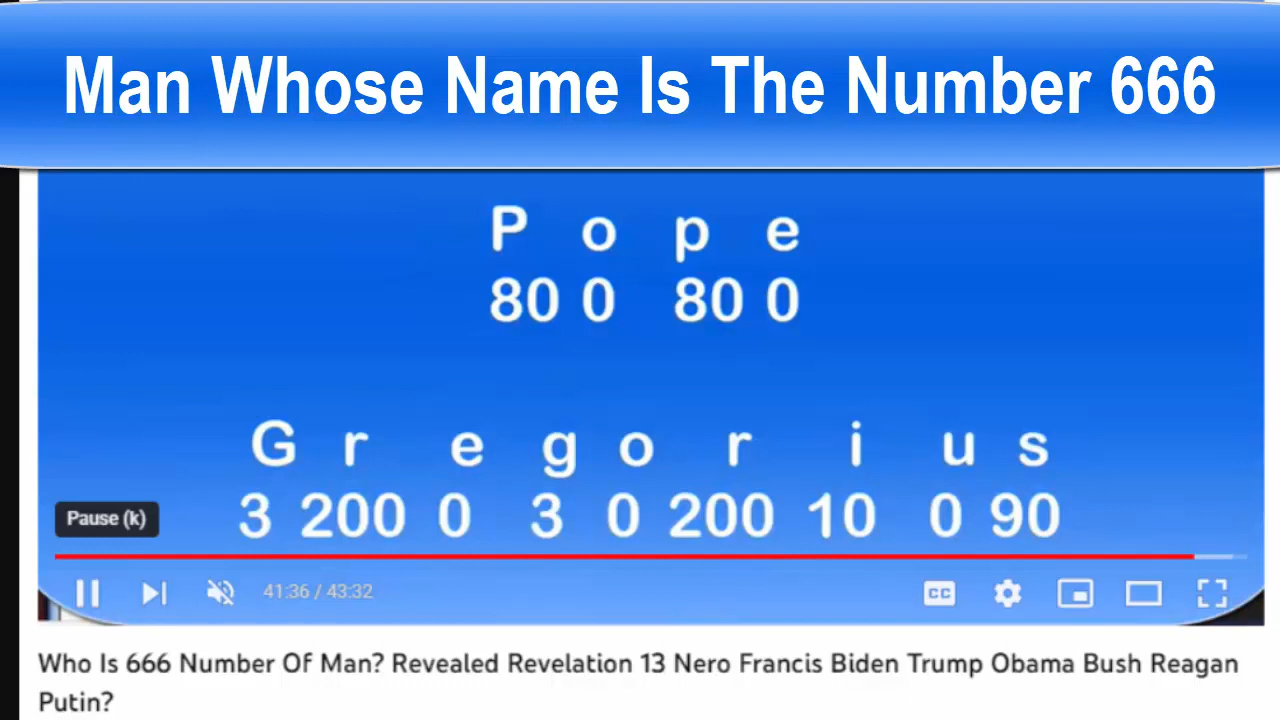 Man Whose Name Is The Number 666
P o p e
80 0 80 0
G r e g o r i u s
3 200 0 3 0 200 10 0 90
Pause (k)
41:36 / 43:32
CC
Who Is 666 Number Of Man? Revealed Revelation 13 Nero Francis Biden Trump Obama Bush Reagan
Putin?